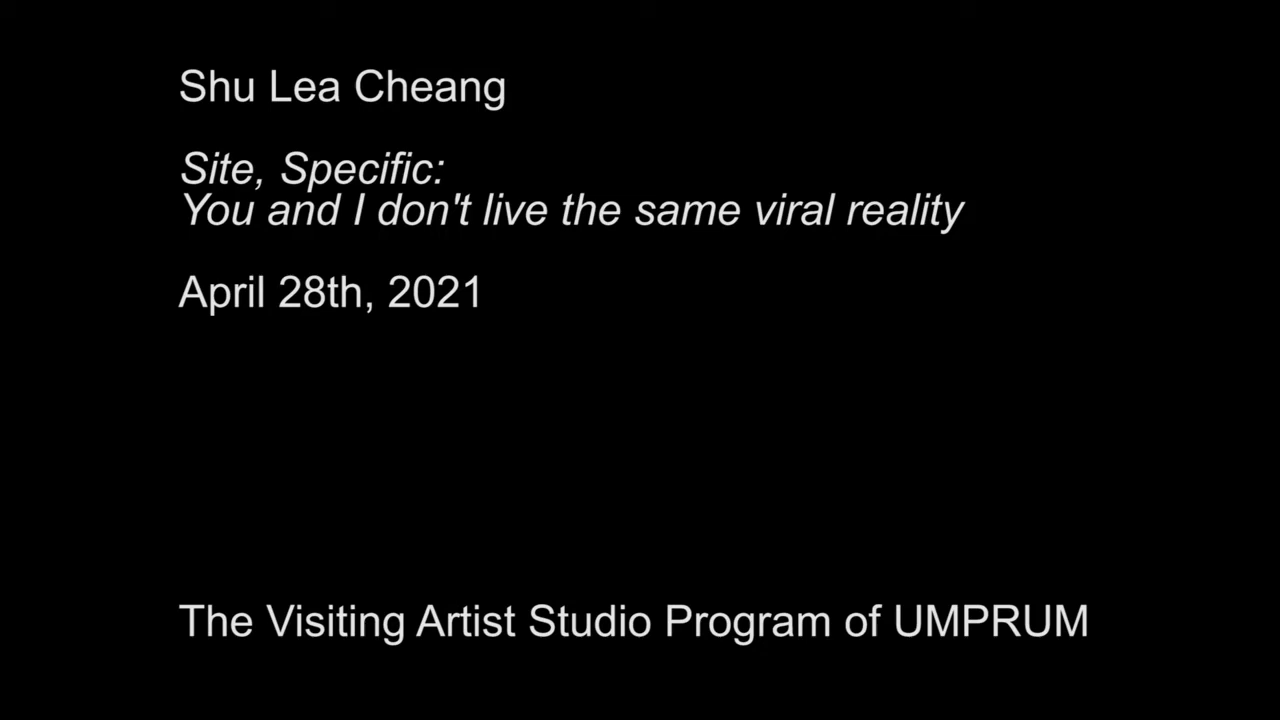 Shu Lea Cheang
Site, Specific:
You and I don't live the same viral reality
April 28th, 2021
The Visiting Artist Studio Program of UMPRUM